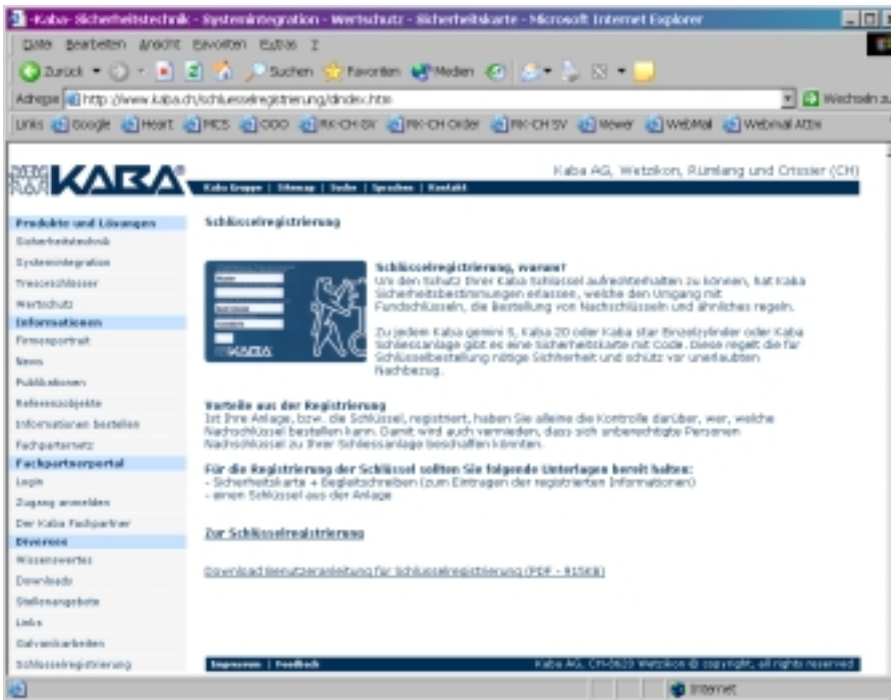 -Kaba- Sicherheitstechnik - Systemintegration - Wertschutz - Sicherheitskarte - Microsoft Internet Explorer
Datei Bearbeiten Ansicht Favoriten Extras ?
Zurück Suchen Favoriten Medien
Adresse http://www.kaba.ch/schluesselregistrierung/dindex.htm Wechseln zu
Links Google Heart MCS OOO RK-CH Order RK-CH SV Viewer WebMail Webmail
KABA
Kaba AG, Wetzikon, Rümlang und Crissier (CH)
Kaba Gruppe | Sitemap | Suche | Sprachen | Kontakt
Produkte und Lösungen
Sicherheitstechnik
Systemintegration
Tresorschlösser
Wertschutz
Informationen
Firmenportrait
News
Publikationen
Referenzobjekte
Informationen bestellen
Fachpartnernetz
Fachpartnerportal
Login
Zugang anmelden
Der Kaba Fachpartner
Diverses
Wissenswertes
Downloads
Stellenangebote
Links
Galvanikarbeiten
Schlüsselregistrierung
Schlüsselregistrierung
KABA
Schlüsselregistrierung, warum?
Um den Schutz Ihrer Kaba Schlüssel aufrechterhalten zu können, hat Kaba
Sicherheitsbestimmungen erlassen, welche den Umgang mit
Fundschlüsseln, die Bestellung von Nachschlüsseln und ähnliches regeln.
Zu jedem Kaba gemini S, Kaba 20 oder Kaba star Einzelzylinder oder Kaba
Schliessanlage gibt es eine Sicherheitskarte mit Code. Diese regelt die für
Schlüsselbestellung nötige Sicherheit und schützt vor unerlaubten
Nachbezug.
Vorteile aus der Registrierung
Ist Ihre Anlage, bzw. die Schlüssel, registriert, haben Sie alleine die Kontrolle darüber, wer, welche
Nachschlüssel bestellen kann. Damit wird auch vermieden, dass sich unberechtigte Personen
Nachschlüssel zu Ihrer Schliessanlage beschaffen könnten.
Für die Registrierung der Schlüssel sollten Sie folgende Unterlagen bereit halten:
- Sicherheitskarte + Begleitschreiben (zum Eintragen der registrierten Informationen)
- einen Schlüssel aus der Anlage
Zur Schlüsselregistrierung
Download Benutzeranleitung für Schlüsselregistrierung (PDF - 915KB)
Impressum | Feedback
Kaba AG, CH-8620 Wetzikon © copyright, all rights reserved
Internet